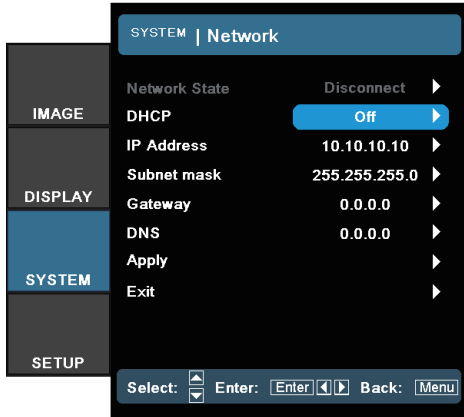 SYSTEM | Network
Network State Disconnect
IMAGE
DHCP Off
IP Address 10.10.10.10
Subnet mask 255.255.255.0
DISPLAY
Gateway 0.0.0.0
DNS 0.0.0.0
Apply
SYSTEM
Exit
SETUP
Select: Enter: Enter Back: Menu